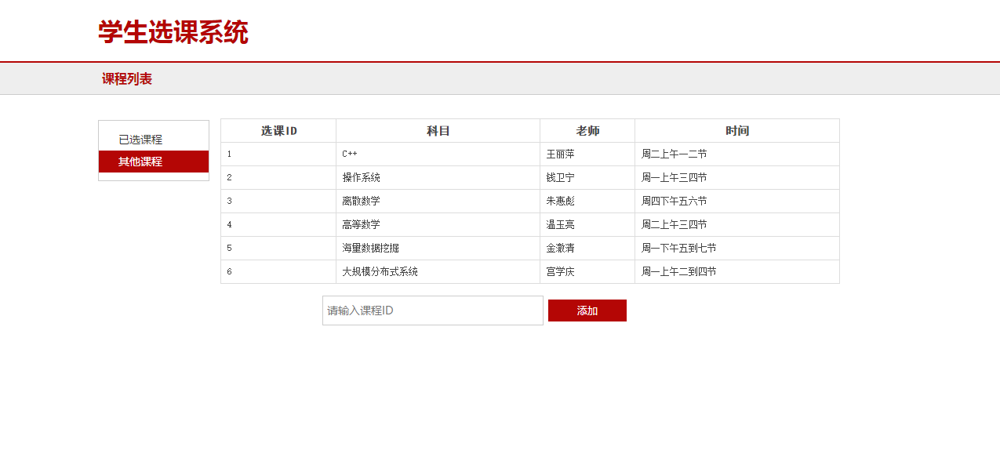 学生选课系统
课程列表
已选课程
其他课程
选课ID 科目 老师 时间
1 C++ 王丽萍 周二上午一二节
2 操作系统 钱卫宁 周一上午三四节
3 离散数学 朱惠彪 周四下午五六节
4 高等数学 温玉亮 周二上午三四节
5 海量数据挖掘 金澈清 周一下午五到七节
6 大规模分布式系统 宫学庆 周一上午二到四节
请输入课程ID 添加